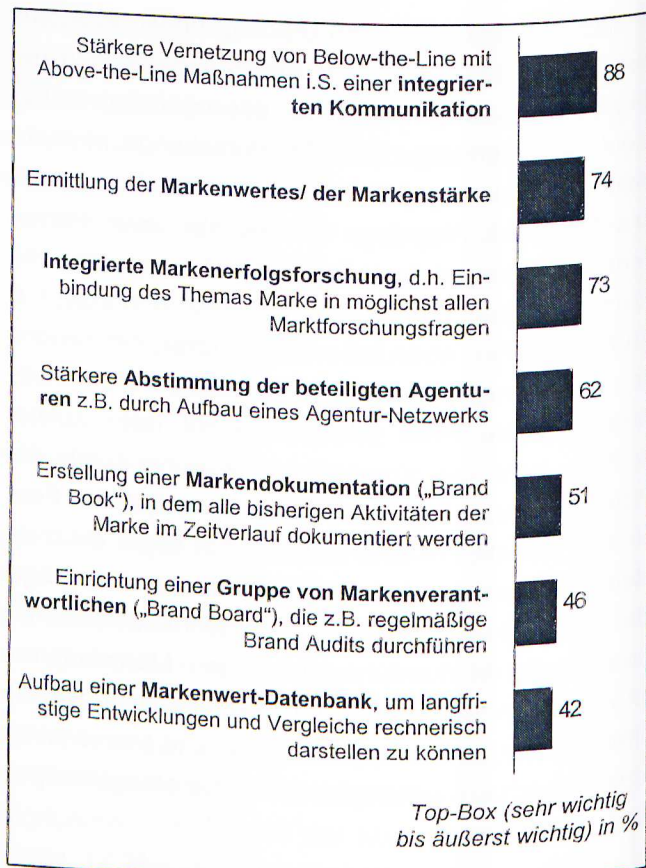 Stärkere Vernetzung von Below-the-Line mit
Above-the-Line Maßnahmen i.S. einer integrier-
ten Kommunikation
88
Ermittlung der Markenwertes/ der Markenstärke
74
Integrierte Markenerfolgsforschung, d.h. Ein-
bindung des Themas Marke in möglichst allen
Marktforschungsfragen
73
Stärkere Abstimmung der beteiligten Agentu-
ren z.B. durch Aufbau eines Agentur-Netzwerks
62
Erstellung einer Markendokumentation („Brand
Book“), in dem alle bisherigen Aktivitäten der
Marke im Zeitverlauf dokumentiert werden
51
Einrichtung einer Gruppe von Markenverant-
wortlichen („Brand Board“), die z.B. regelmäßige
Brand Audits durchführen
46
Aufbau einer Markenwert-Datenbank, um langfri-
stige Entwicklungen und Vergleiche rechnerisch
darstellen zu können
42
Top-Box (sehr wichtig
bis äußerst wichtig) in %